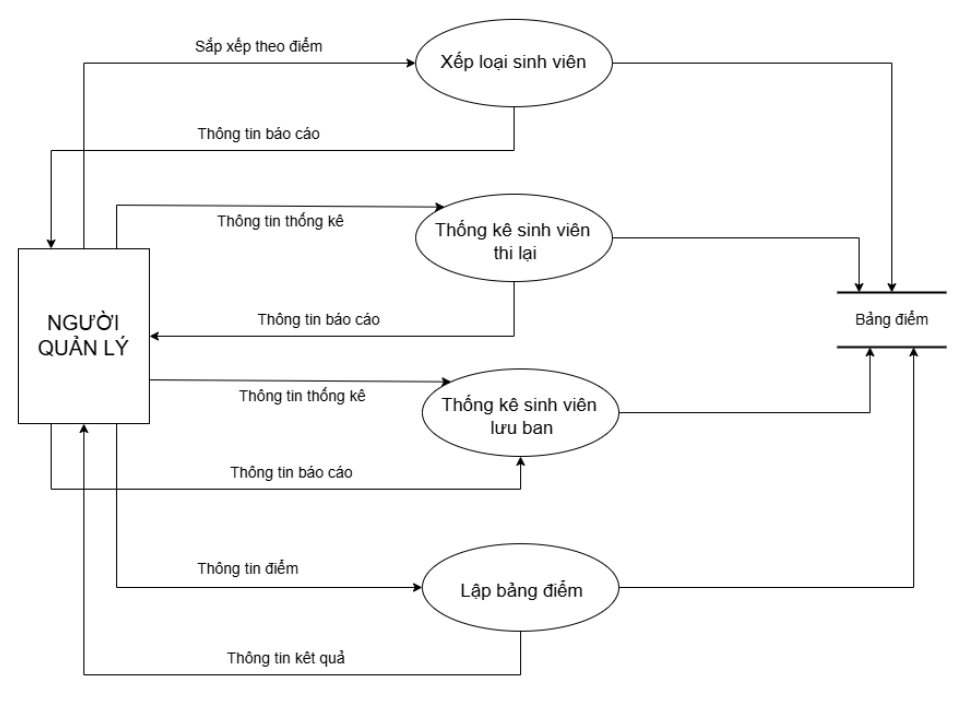 Sắp xếp theo điểm
Xếp loại sinh viên
Thông tin báo cáo
Thông tin thống kê
Thống kê sinh viên
thi lại
NGƯỜI
QUẢN LÝ
Thông tin báo cáo
Bảng điểm
Thông tin thống kê
Thống kê sinh viên
lưu ban
Thông tin báo cáo
Thông tin điểm
Lập bảng điểm
Thông tin kêt quả